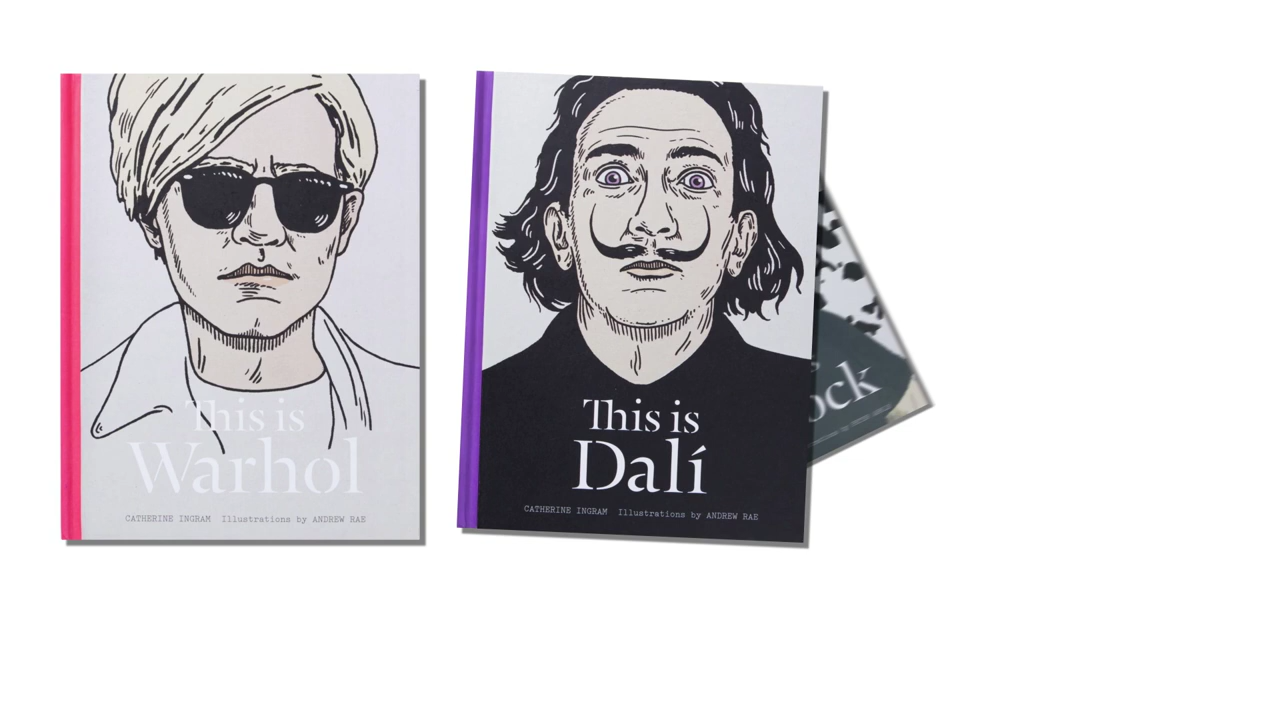 This is
Warhol
CATHERINE INGRAM Illustrations by ANDREW RAE
This is
Dalí
CATHERINE INGRAM Illustrations by ANDREW RAE
ock